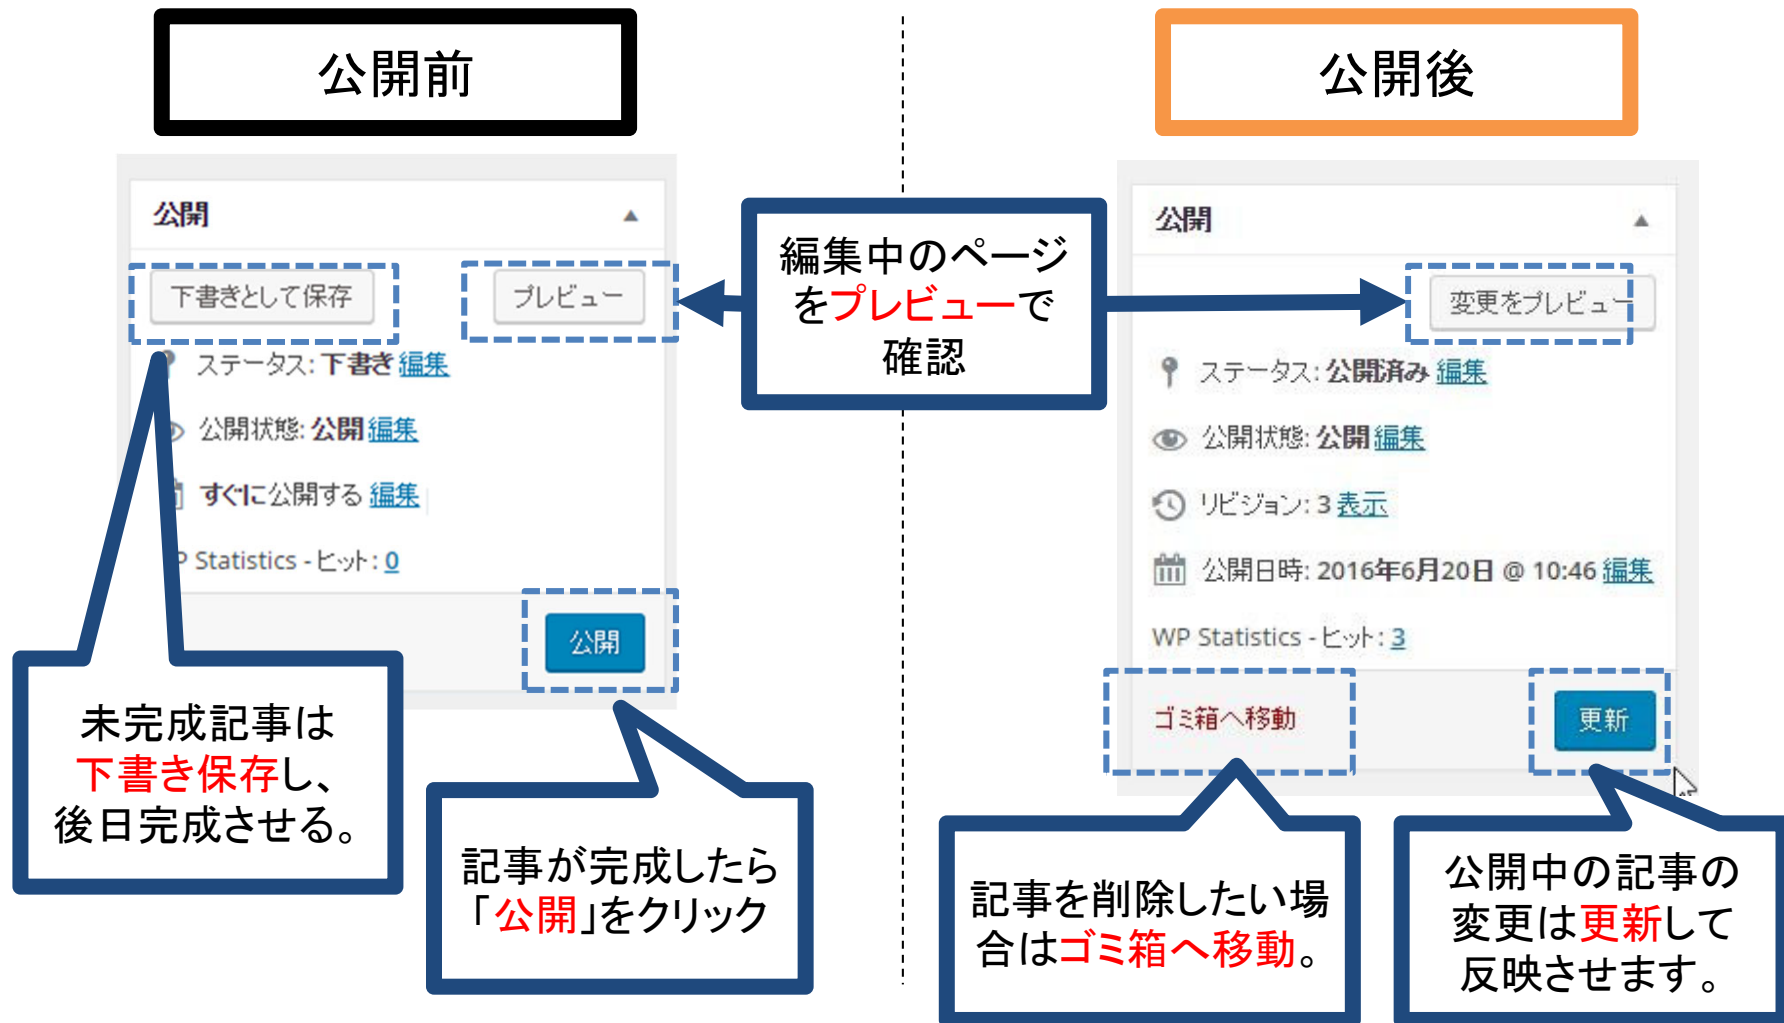 公開前
公開
下書きとして保存
プレビュー
ステータス: 下書き 編集
公開状態: 公開 編集
すぐに公開する 編集
P Statistics - ヒット: 0
公開
未完成記事は
下書き保存し、
後日完成させる。
記事が完成したら
「公開」をクリック
編集中のページ
をプレビューで
確認
公開後
公開
変更をプレビュー
ステータス: 公開済み 編集
公開状態: 公開 編集
リビジョン: 3 表示
公開日時: 2016年6月20日 @ 10:46 編集
WP Statistics - ヒット: 3
ゴミ箱へ移動
更新
記事を削除したい場
合はゴミ箱へ移動。
公開中の記事の
変更は更新して
反映させます。